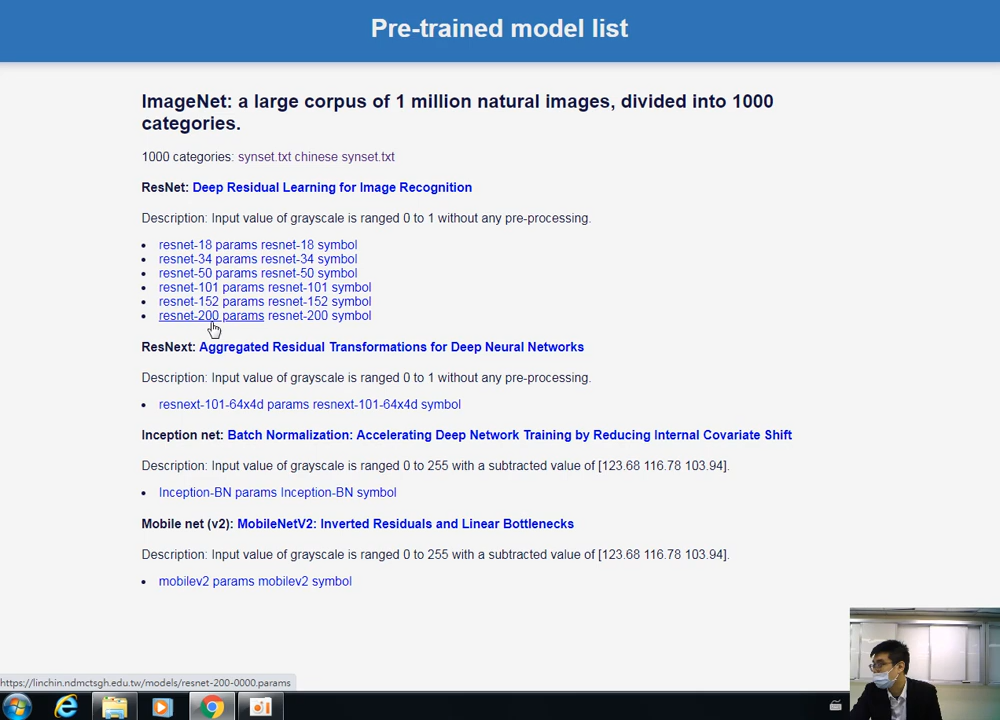 Pre-trained model list
ImageNet: a large corpus of 1 million natural images, divided into 1000
categories.
1000 categories: synset.txt chinese synset.txt
ResNet: Deep Residual Learning for Image Recognition
Description: Input value of grayscale is ranged 0 to 1 without any pre-processing.
• resnet-18 params resnet-18 symbol
• resnet-34 params resnet-34 symbol
• resnet-50 params resnet-50 symbol
• resnet-101 params resnet-101 symbol
• resnet-152 params resnet-152 symbol
• resnet-200 params resnet-200 symbol
ResNext: Aggregated Residual Transformations for Deep Neural Networks
Description: Input value of grayscale is ranged 0 to 1 without any pre-processing.
• resnext-101-64x4d params resnext-101-64x4d symbol
Inception net: Batch Normalization: Accelerating Deep Network Training by Reducing Internal Covariate Shift
Description: Input value of grayscale is ranged 0 to 255 with a subtracted value of [123.68 116.78 103.94].
• Inception-BN params Inception-BN symbol
Mobile net (v2): MobileNetV2: Inverted Residuals and Linear Bottlenecks
Description: Input value of grayscale is ranged 0 to 255 with a subtracted value of [123.68 116.78 103.94].
• mobilev2 params mobilev2 symbol
https://linchin.ndmctsgh.edu.tw/models/resnet-200-0000.params